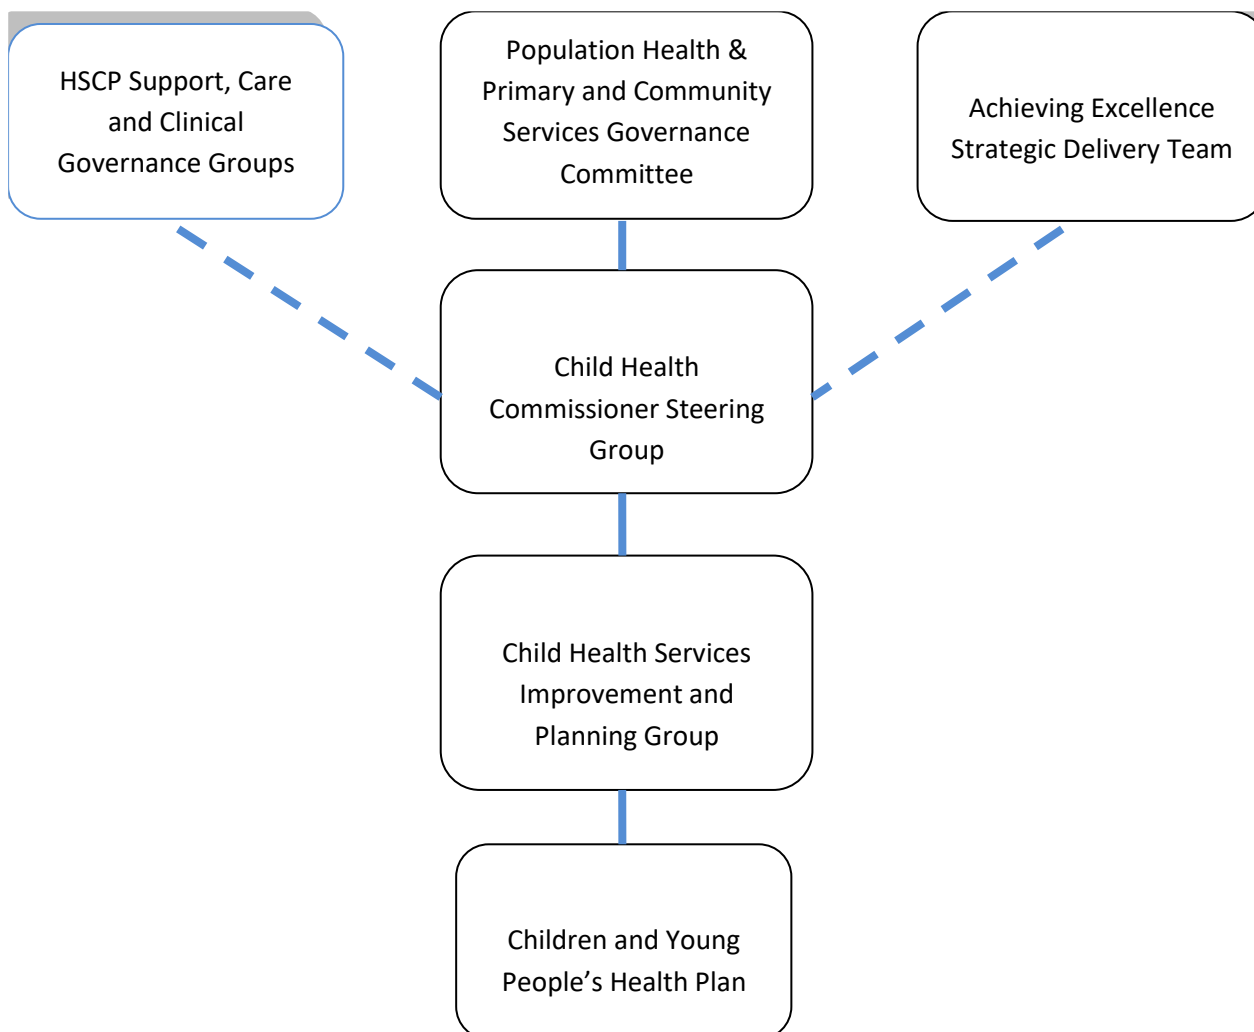 HSCP Support, Care
and Clinical
Governance Groups
Population Health &
Primary and Community
Services Governance
Committee
Achieving Excellence
Strategic Delivery Team
Child Health
Commissioner Steering
Group
Child Health Services
Improvement and
Planning Group
Children and Young
People’s Health Plan